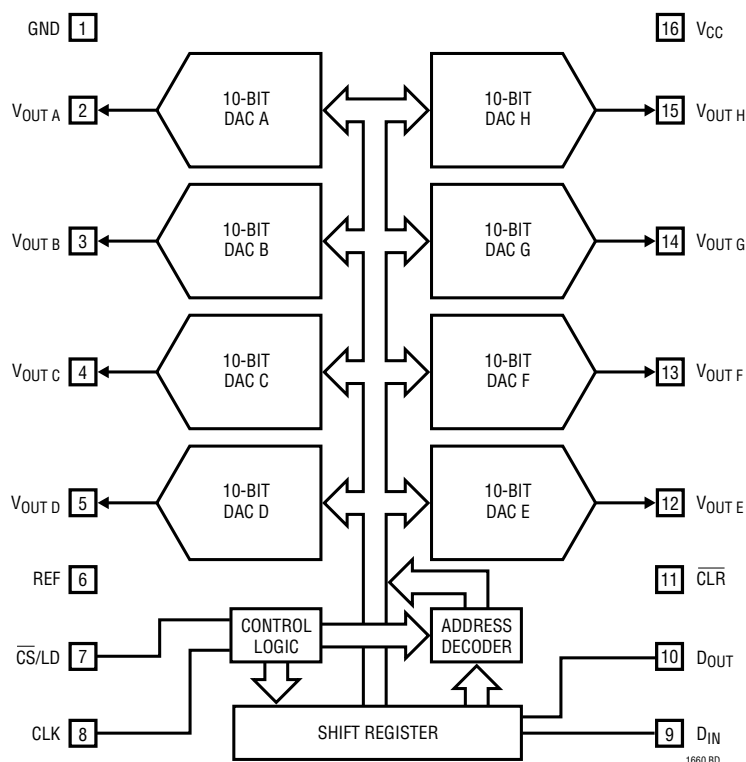 GND 1
16 VCC
10-BIT
DAC A
10-BIT
DAC H
VOUT A 2
15 VOUT H
10-BIT
DAC B
10-BIT
DAC G
VOUT B 3
14 VOUT G
10-BIT
DAC C
10-BIT
DAC F
VOUT C 4
13 VOUT F
10-BIT
DAC D
10-BIT
DAC E
VOUT D 5
12 VOUT E
REF 6
11 CLR
CONTROL
LOGIC
ADDRESS
DECODER
CS/LD 7
10 DOUT
CLK 8
SHIFT REGISTER
9 DIN
1660 BD